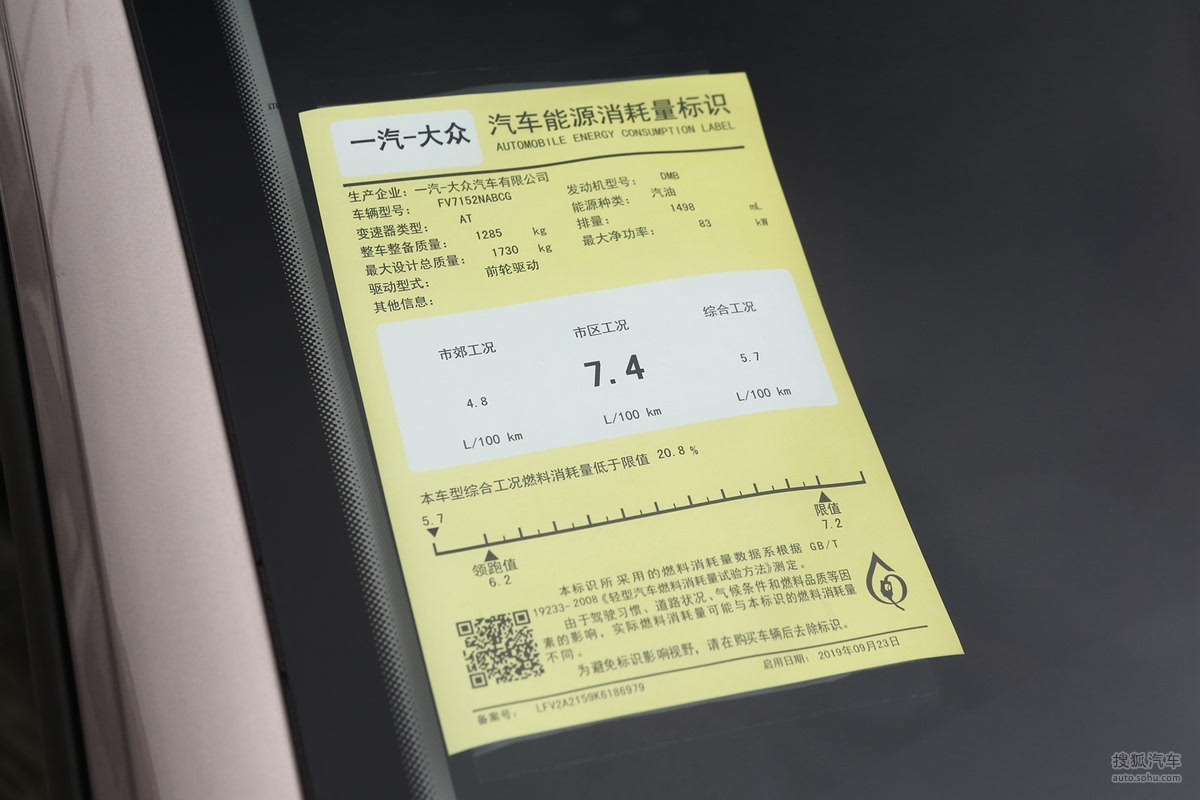 一汽-大众
汽车能源消耗量标识
AUTOMOBILE ENERGY CONSUMPTION LABEL
生产企业：一汽-大众汽车有限公司
车辆型号： FV7152NABCG
变速器类型： AT
整车整备质量： 1285 kg
最大设计总质量： 1730 kg
驱动型式： 前轮驱动
其他信息：
发动机型号： DMB
能源种类： 汽油
排量： 1498 mL
最大净功率： 83 kW
市郊工况 市区工况 综合工况
4.8 7.4 5.7
L/100 km L/100 km L/100 km
本车型综合工况燃料消耗量低于限值 20.8 %
5.7
领跑值
6.2
限值
7.2
本标识所采用的燃料消耗量数据系根据 GB/T
19233-2008《轻型汽车燃料消耗量试验方法》测定。
由于驾驶习惯、道路状况、气候条件和燃料品质等因
素的影响，实际燃料消耗量可能与本标识的燃料消耗量
不同。
为避免标识影响视野，请在购买车辆后去除标识。
备案号： LFV2A2159K6186979
启用日期： 2019年09月23日
搜狐汽车
auto.sohu.com